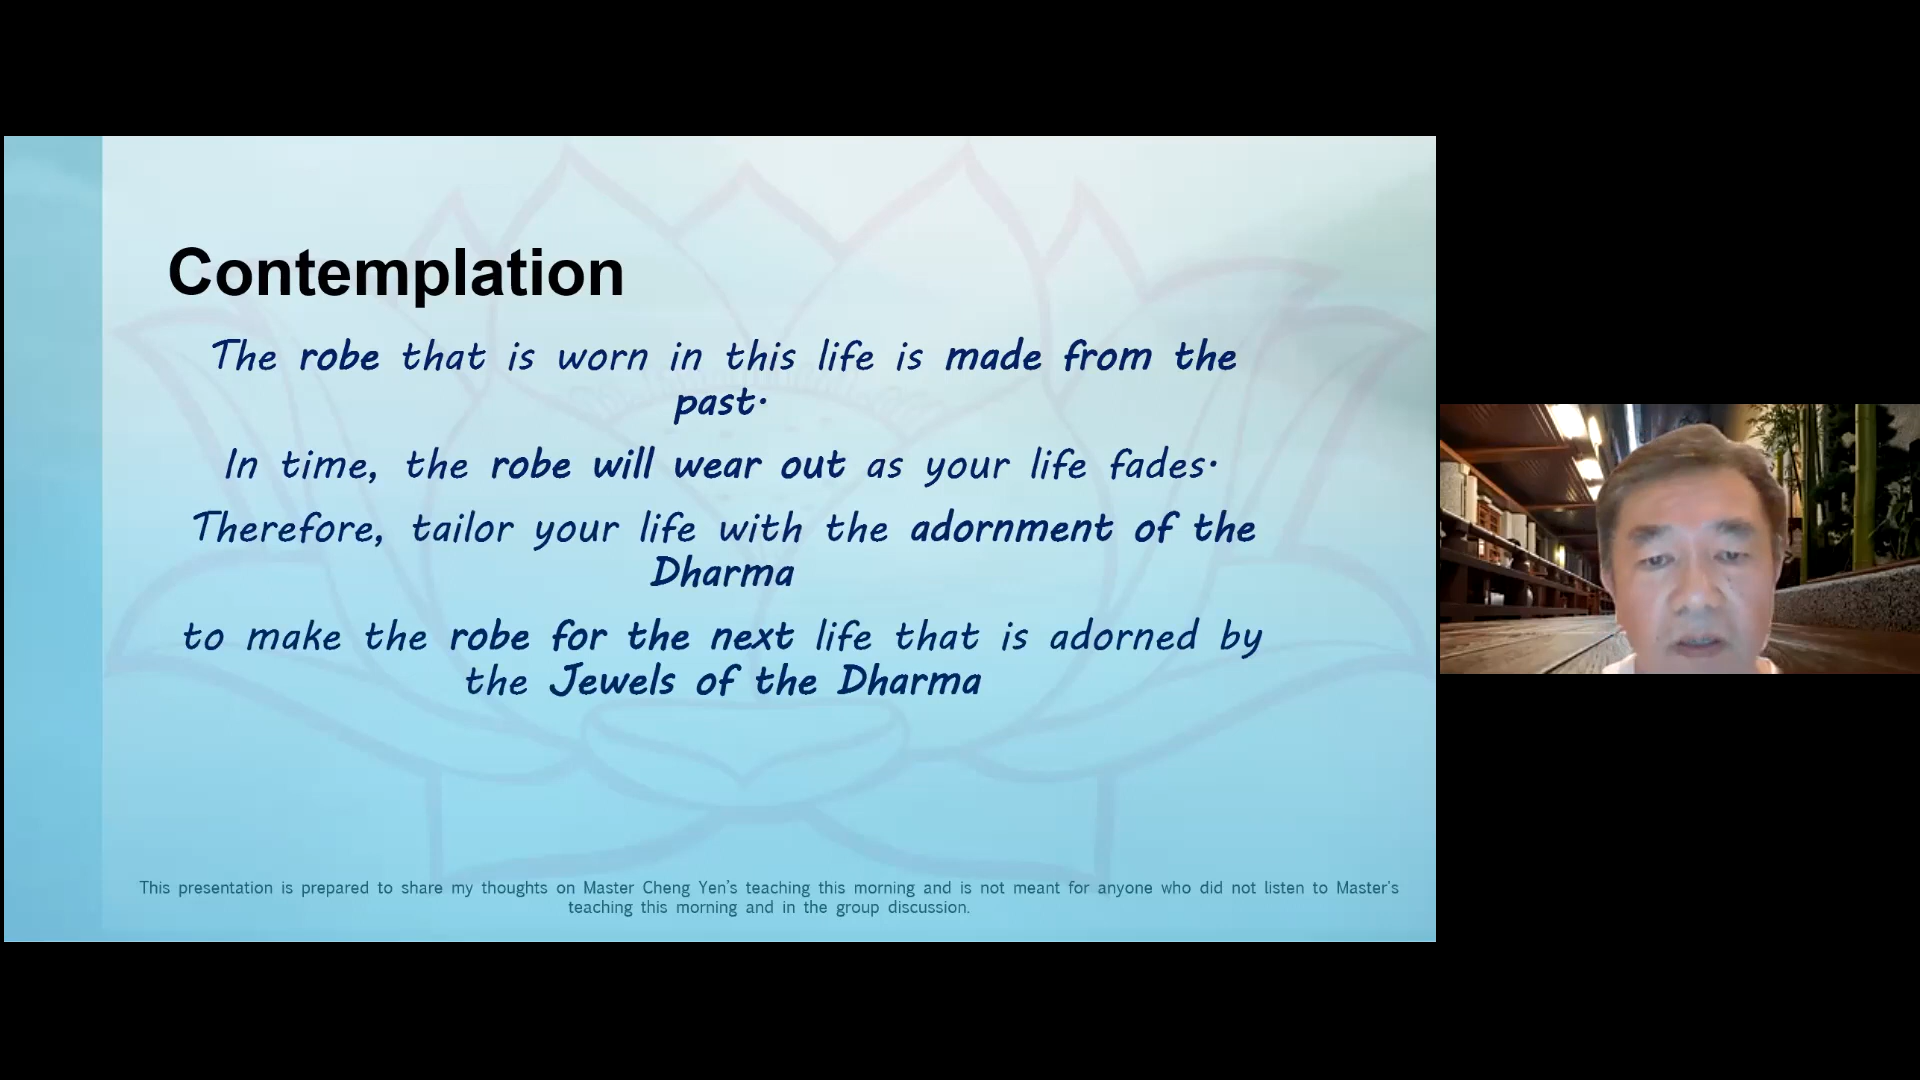 Contemplation
The robe that is worn in this life is made from the
past.
In time, the robe will wear out as your life fades.
Therefore, tailor your life with the adornment of the
Dharma
to make the robe for the next life that is adorned by
the Jewels of the Dharma
This presentation is prepared to share my thoughts on Master Cheng Yen's teaching this morning and is not meant for anyone who did not listen to Master's
teaching this morning and in the group discussion.